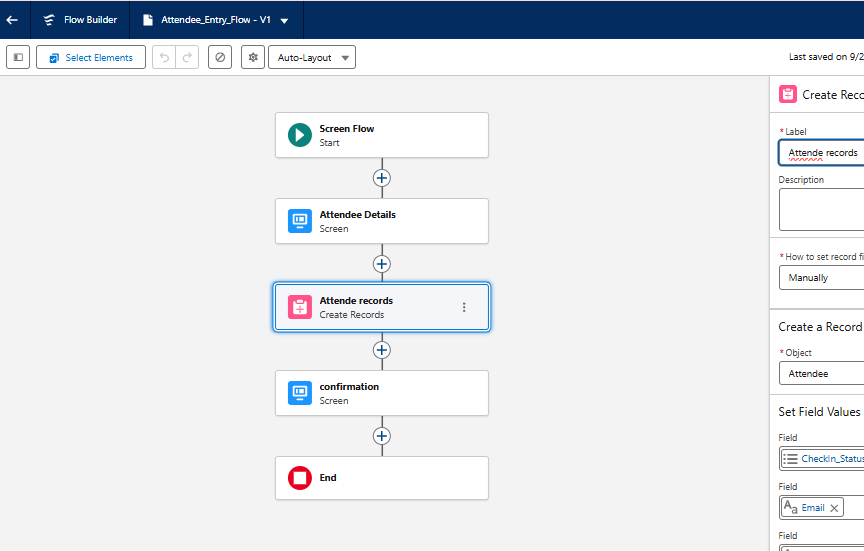 Flow Builder
Attendee_Entry_Flow - V1
Select Elements
Auto-Layout
Last saved on 9/2
Screen Flow
Start
Attendee Details
Screen
Attende records
Create Records
confirmation
Screen
End
Create Reco
* Label
Attende records
Description
* How to set record fi
Manually
Create a Record
* Object
Attendee
Set Field Values
Field
CheckIn_Status
Field
Aa Email
Field